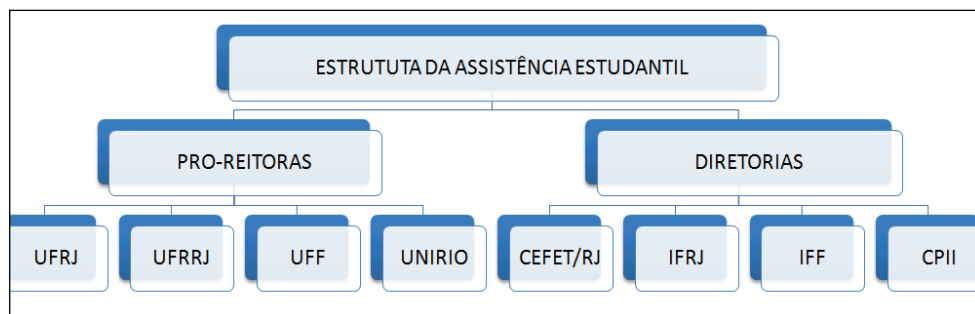 ESTRUTUTA DA ASSISTÊNCIA ESTUDANTIL
PRO-REITORAS
DIRETORIAS
UFRJ
UFRRJ
UFF
UNIRIO
CEFET/RJ
IFRJ
IFF
CPII